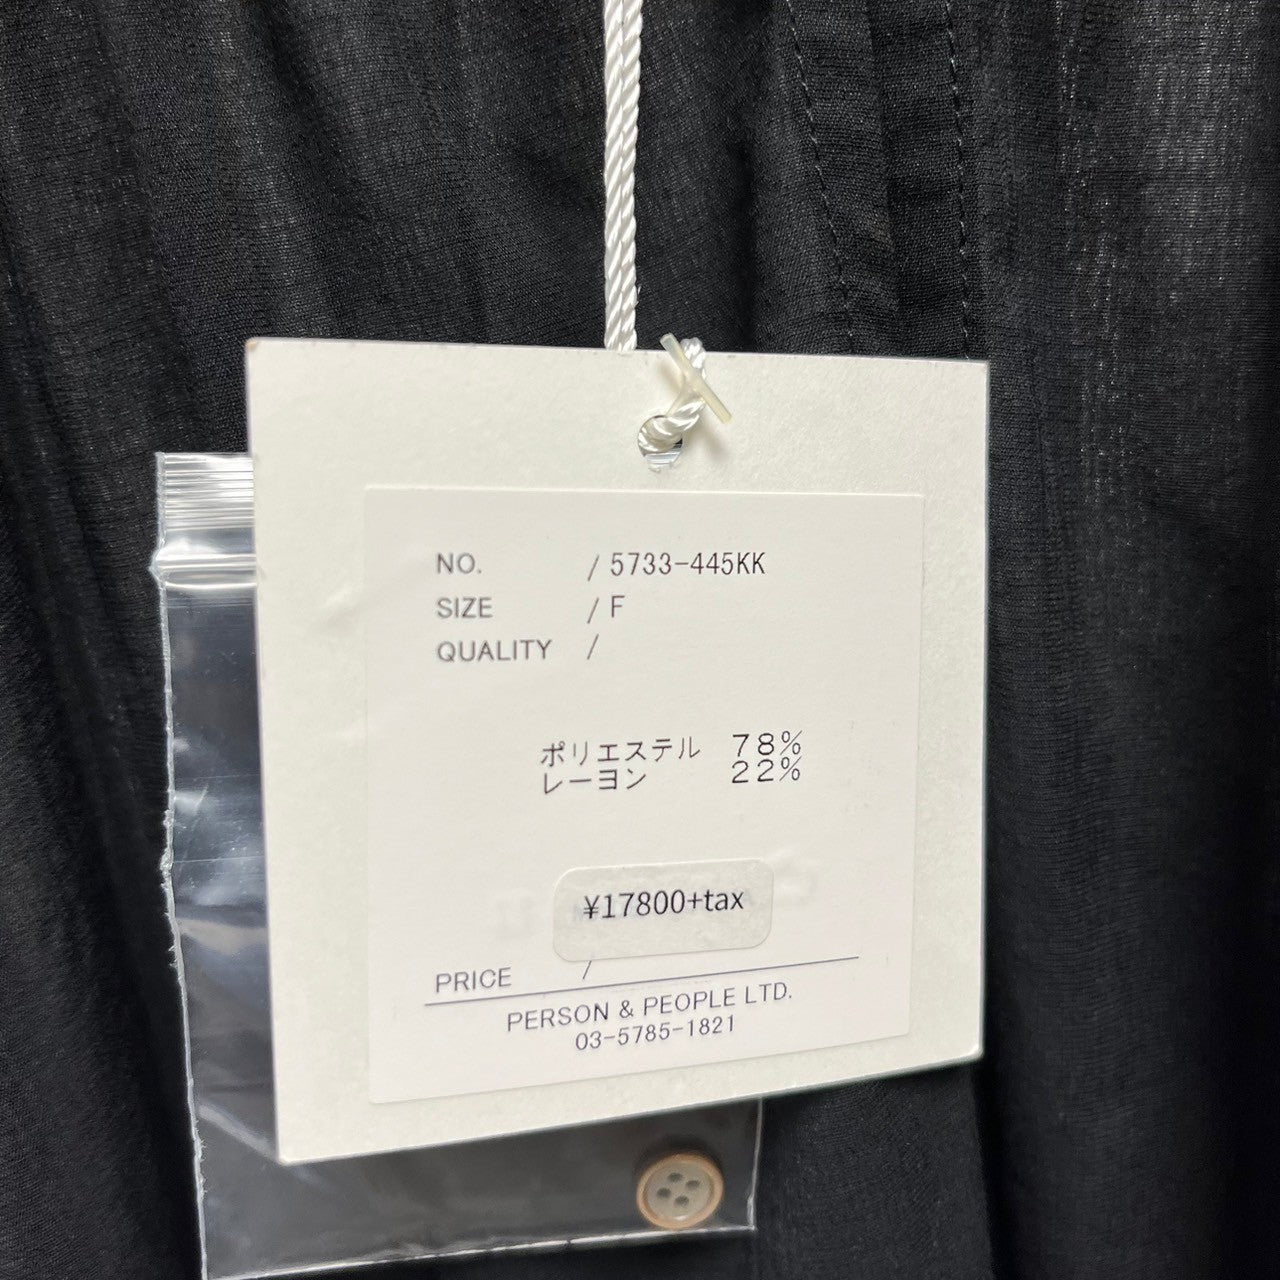 NO. / 5733-445KK
SIZE / F
QUALITY /
ポリエステル 78%
レーヨン 22%
¥17800+tax
PRICE /
PERSON & PEOPLE LTD.
03-5785-1821